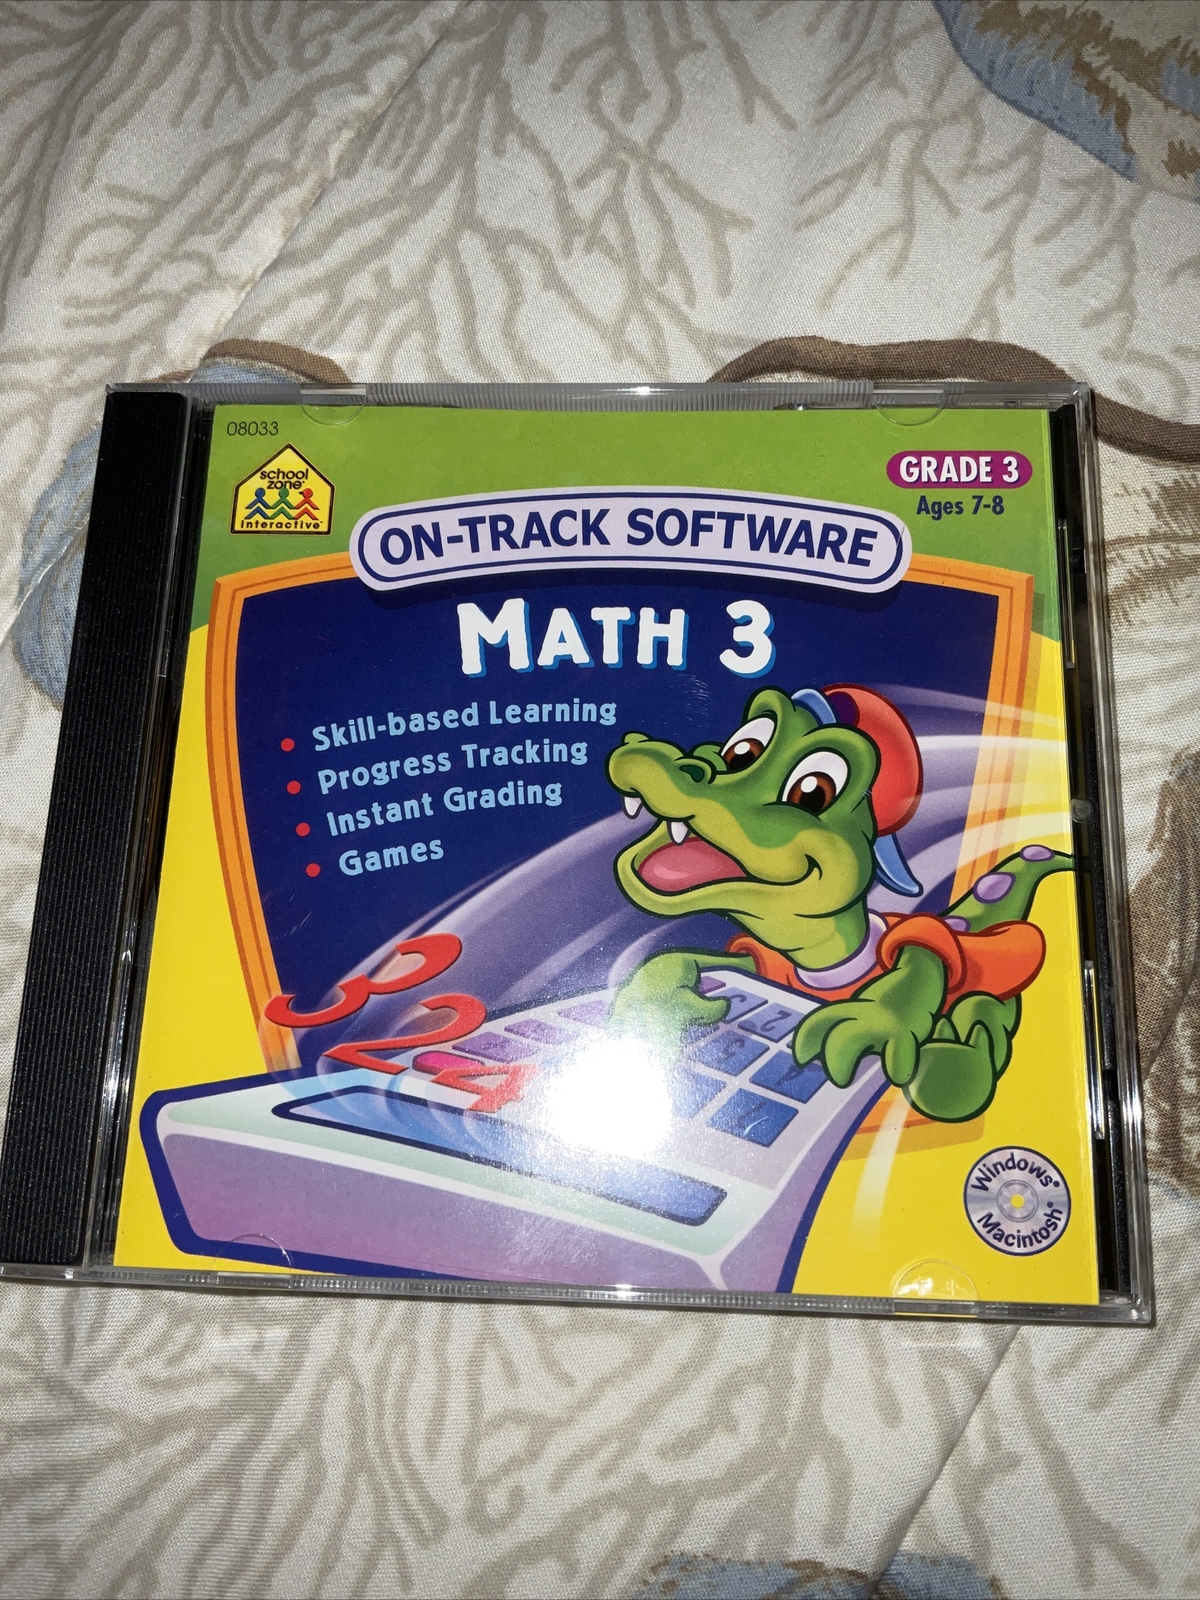 08033
school
zone®
interactive™
GRADE 3
Ages 7-8
ON-TRACK SOFTWARE
MATH 3
• Skill-based Learning
• Progress Tracking
• Instant Grading
• Games
3
2
4
Windows®
Macintosh®